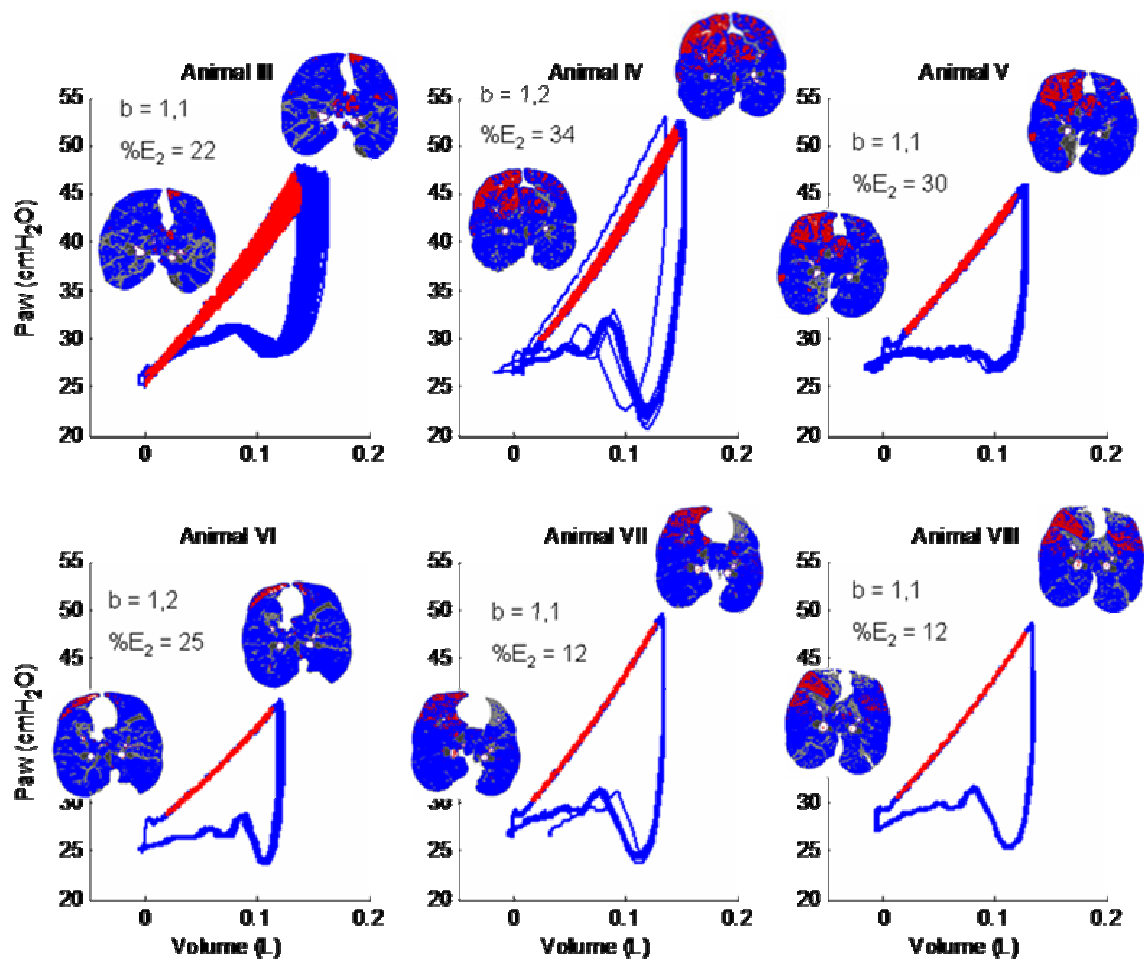 Animal III
Animal IV
Animal V
b = 1,1
%E2 = 22
b = 1,2
%E2 = 34
b = 1,1
%E2 = 30
Paw (cmH2O)
55
50
45
40
35
30
25
20
0 0.1 0.2
55
50
45
40
35
30
25
20
0 0.1 0.2
55
50
45
40
35
30
25
20
0 0.1 0.2
Animal VI
Animal VII
Animal VIII
b = 1,2
%E2 = 25
b = 1,1
%E2 = 12
b = 1,1
%E2 = 12
Paw (cmH2O)
55
50
45
30
25
20
0 0.1 0.2
Volume (L)
55
50
45
30
25
20
0 0.1 0.2
Volume (L)
55
50
45
30
25
20
0 0.1 0.2
Volume (L)